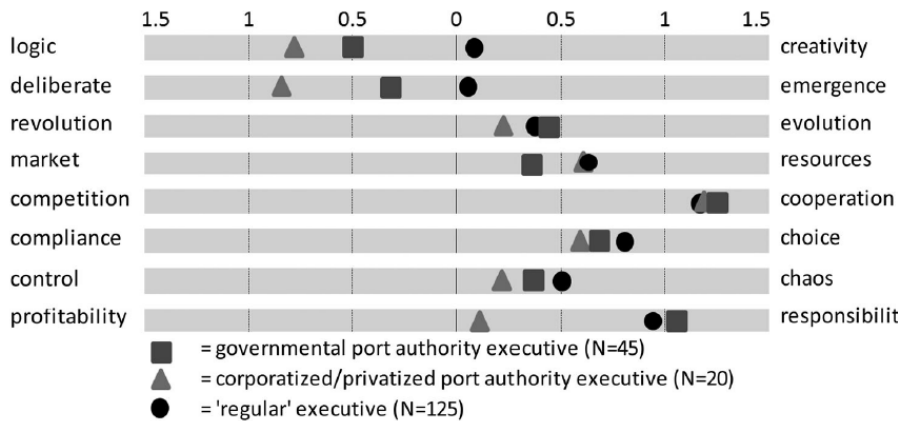 1.5 1 0.5 0 0.5 1 1.5
logic creativity
deliberate emergence
revolution evolution
market resources
competition cooperation
compliance choice
control chaos
profitability responsibilit
= governmental port authority executive (N=45)
= corporatized/privatized port authority executive (N=20)
= 'regular' executive (N=125)